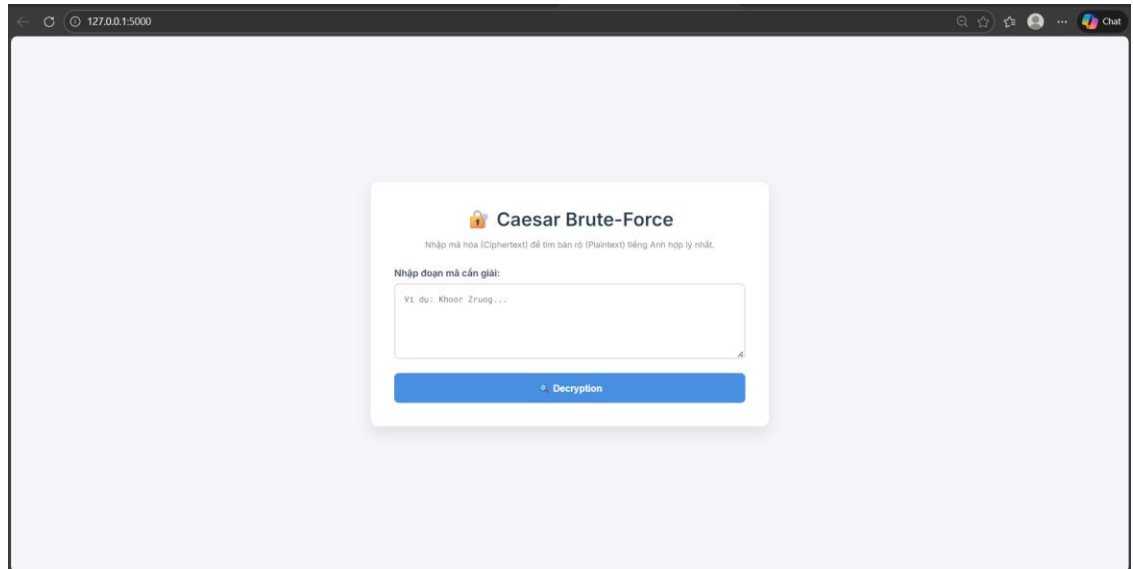 127.0.0.1:5000
Chat
Caesar Brute-Force
Nhập mã hóa (Ciphertext) để tìm bản rõ (Plaintext) tiếng Anh hợp lý nhất.
Nhập đoạn mã cần giải:
Ví dụ: Khoor Zruog...
Decryption